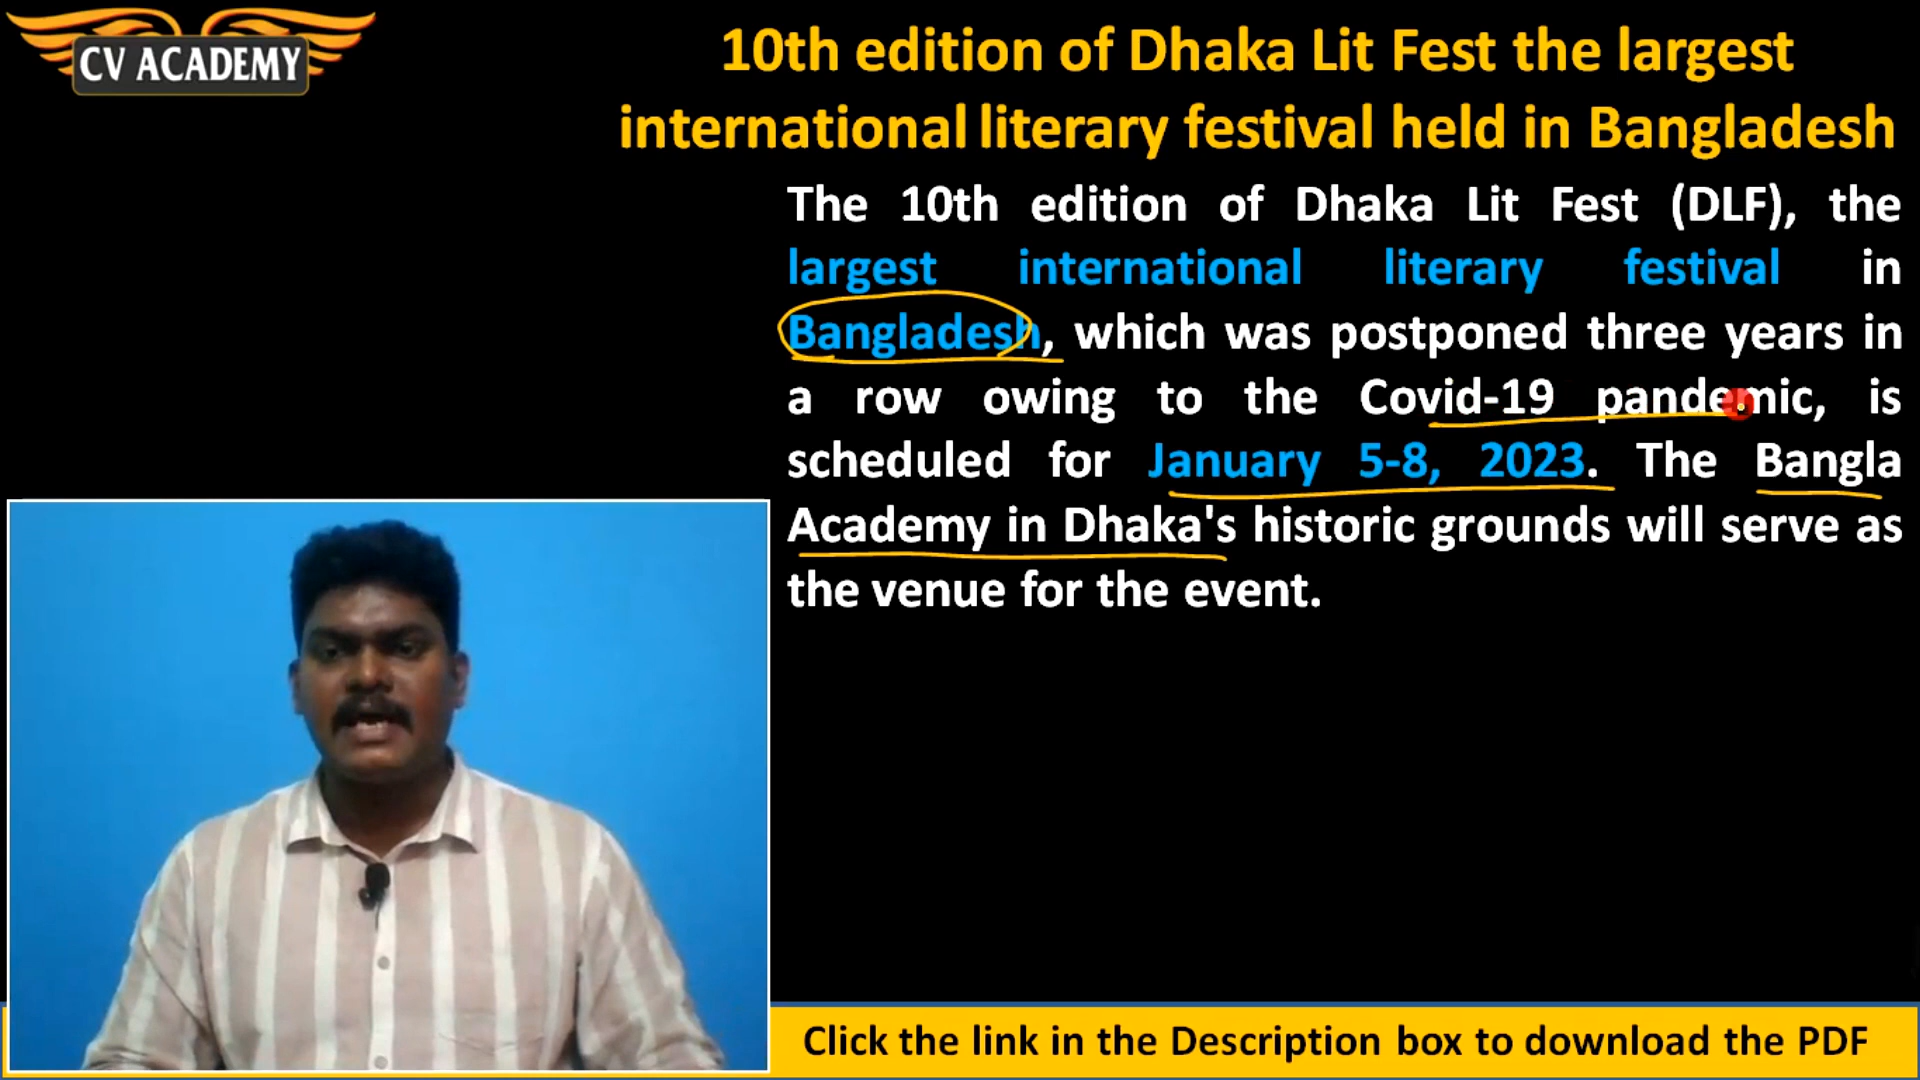 CV ACADEMY
10th edition of Dhaka Lit Fest the largest
international literary festival held in Bangladesh
The 10th edition of Dhaka Lit Fest (DLF), the
largest international literary festival in
Bangladesh, which was postponed three years in
a row owing to the Covid-19 pandemic, is
scheduled for January 5-8, 2023. The Bangla
Academy in Dhaka's historic grounds will serve as
the venue for the event.
Click the link in the Description box to download the PDF